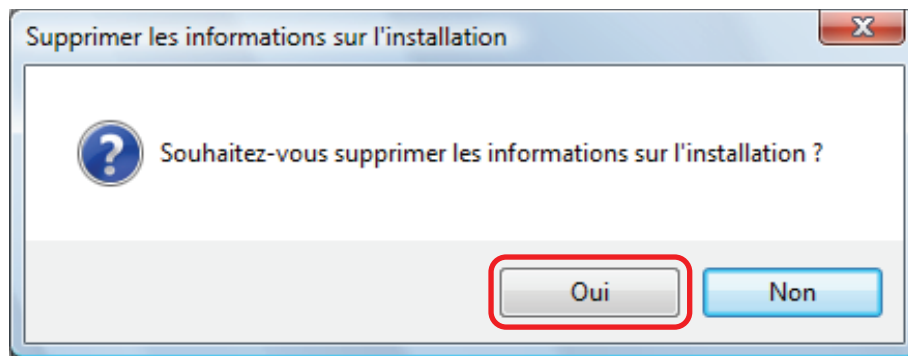 Supprimer les informations sur l'installation
Souhaitez-vous supprimer les informations sur l'installation ?
Oui
Non